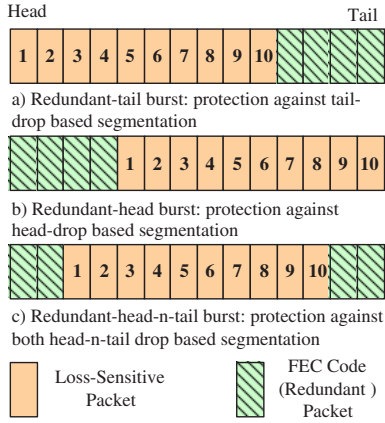 Head Tail
1 2 3 4 5 6 7 8 9 10
a) Redundant-tail burst: protection against tail-
drop based segmentation
1 2 3 4 5 6 7 8 9 10
b) Redundant-head burst: protection against
head-drop based segmentation
1 2 3 4 5 6 7 8 9 10
c) Redundant-head-n-tail burst: protection against
both head-n-tail drop based segmentation
Loss-Sensitive
Packet
FEC Code
(Redundant )
Packet